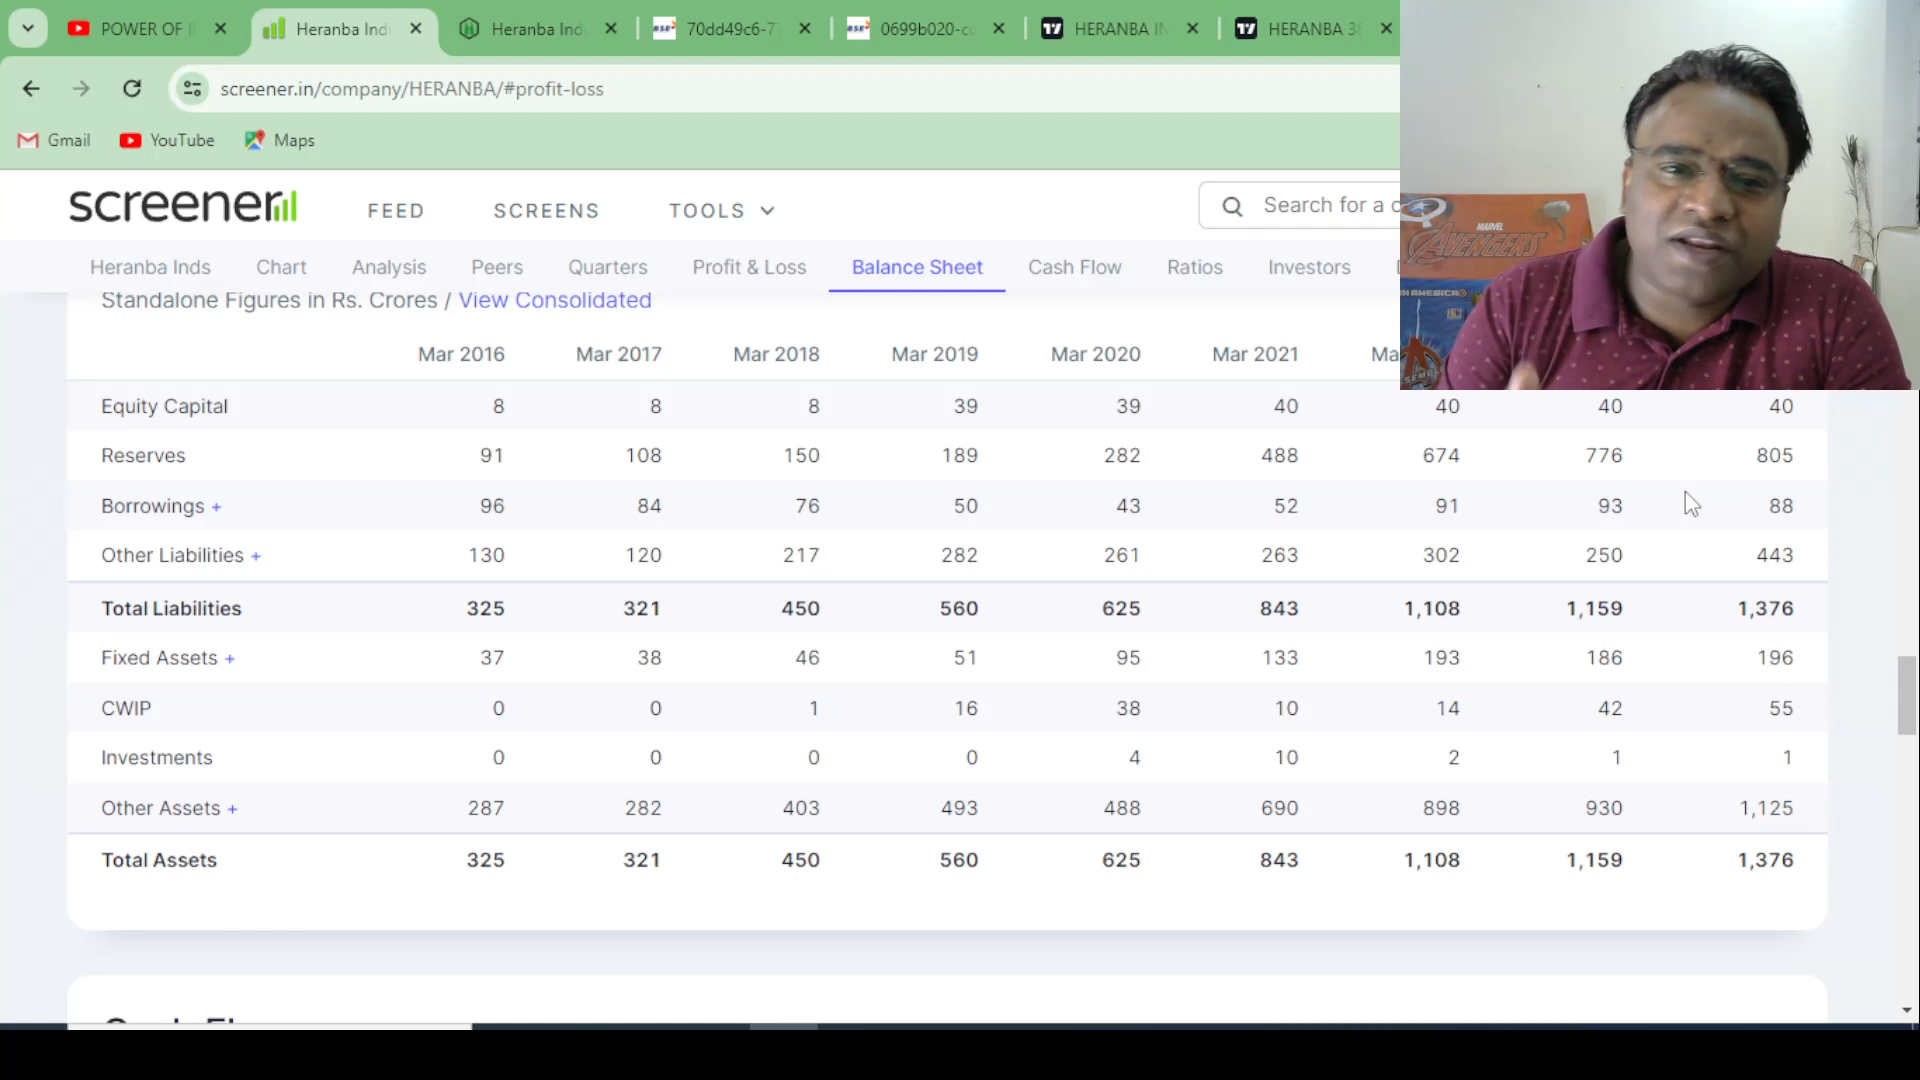 POWER OF I
Heranba Ind
Heranba Ind
BSE
70dd49c6-7
BSE
0699b020-c
HERANBA IN
HERANBA 3
screener.in/company/HERANBA/#profit-loss
Gmail
YouTube
Maps
screener
FEED
SCREENS
TOOLS
Search for a c
Heranba Inds
Chart
Analysis
Peers
Quarters
Profit & Loss
Balance Sheet
Cash Flow
Ratios
Investors
MARVEL
AVENGERS
Standalone Figures in Rs. Crores / View Consolidated
Mar 2016 Mar 2017 Mar 2018 Mar 2019 Mar 2020 Mar 2021 Ma
Equity Capital 8 8 8 39 39 40 40 40 40
Reserves 91 108 150 189 282 488 674 776 805
Borrowings + 96 84 76 50 43 52 91 93 88
Other Liabilities + 130 120 217 282 261 263 302 250 443
Total Liabilities 325 321 450 560 625 843 1,108 1,159 1,376
Fixed Assets + 37 38 46 51 95 133 193 186 196
CWIP 0 0 1 16 38 10 14 42 55
Investments 0 0 0 0 4 10 2 1 1
Other Assets + 287 282 403 493 488 690 898 930 1,125
Total Assets 325 321 450 560 625 843 1,108 1,159 1,376